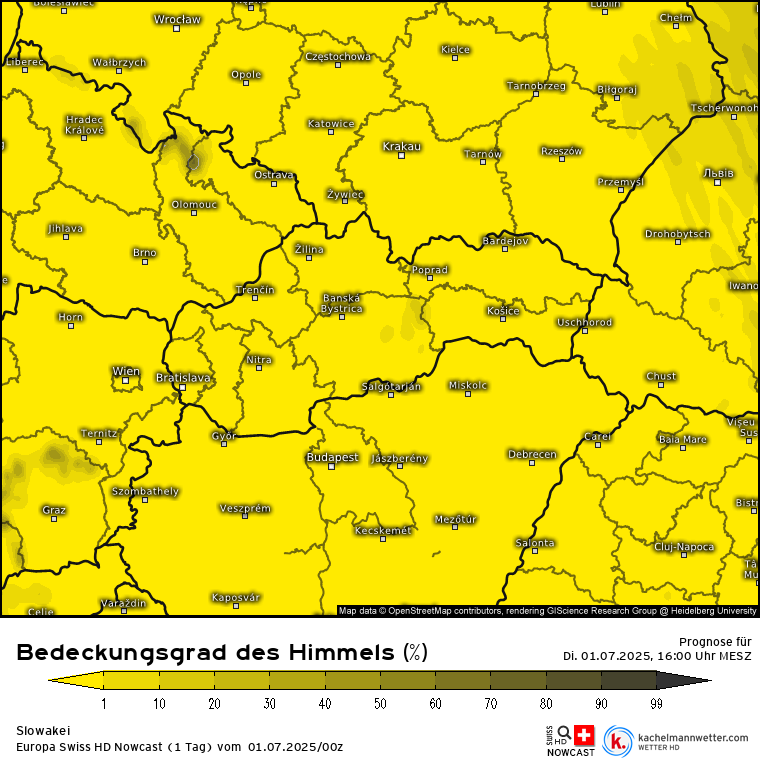 Bolesławiec
Wrocław
Lublin
Chełm
Kielce
Częstochowa
Liberec
Wałbrzych
Opole
Tarnobrzeg
Biłgoraj
Tscherwonoh
Hradec
Králové
Katowice
Krakau
Tarnów
Rzeszów
Львів
Ostrava
Przemyśl
Żywiec
Olomouc
Jihlava
Drohobytsch
Bardejov
Brno
Žilina
Poprad
Iwano
Trenčín
Banská
Bystrica
Košice
Horn
Uschhorod
Nitra
Wien
Bratislava
Salgótarján
Miskolc
Chust
Vișeu
Sus
Ternitz
Győr
Carei
Baia Mare
Budapest
Jászberény
Debrecen
Szombathely
Graz
Veszprém
Bistr
Kecskemét
Mezőtúr
Salonta
Cluj-Napoca
Mu
Celje
Varaždin
Kaposvár
Map data © OpenStreetMap contributors, rendering GIScience Research Group @ Heidelberg University
Bedeckungsgrad des Himmels (%)
Prognose für
Di. 01.07.2025, 16:00 Uhr MESZ
1 10 20 30 40 50 60 70 80 90 99
Slowakei
Europa Swiss HD Nowcast (1 Tag) vom 01.07.2025/00z
SWISS
HD
NOWCAST
k.
kachelmannwetter.com
WETTER HD